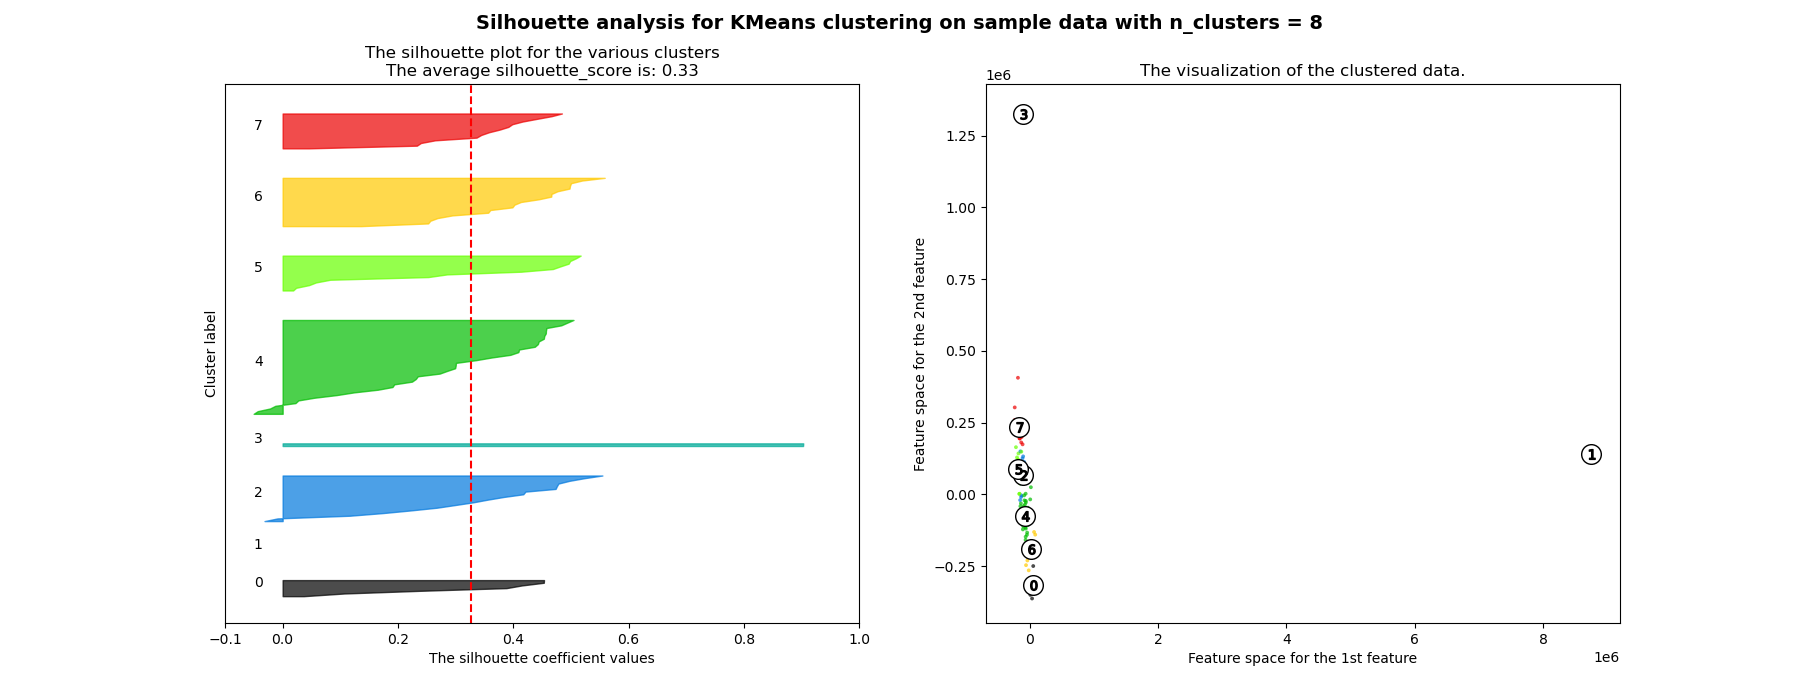 Silhouette analysis for KMeans clustering on sample data with n_clusters = 8
The silhouette plot for the various clusters
The average silhouette_score is: 0.33
7
6
5
4
3
2
1
0
Cluster label
−0.1 0.0 0.2 0.4 0.6 0.8 1.0
The silhouette coefficient values
The visualization of the clustered data.
1e6
1.25
1.00
0.75
0.50
0.25
0.00
−0.25
Feature space for the 2nd feature
3
7
1
5
2
4
6
0
0 2 4 6 8
1e6
Feature space for the 1st feature